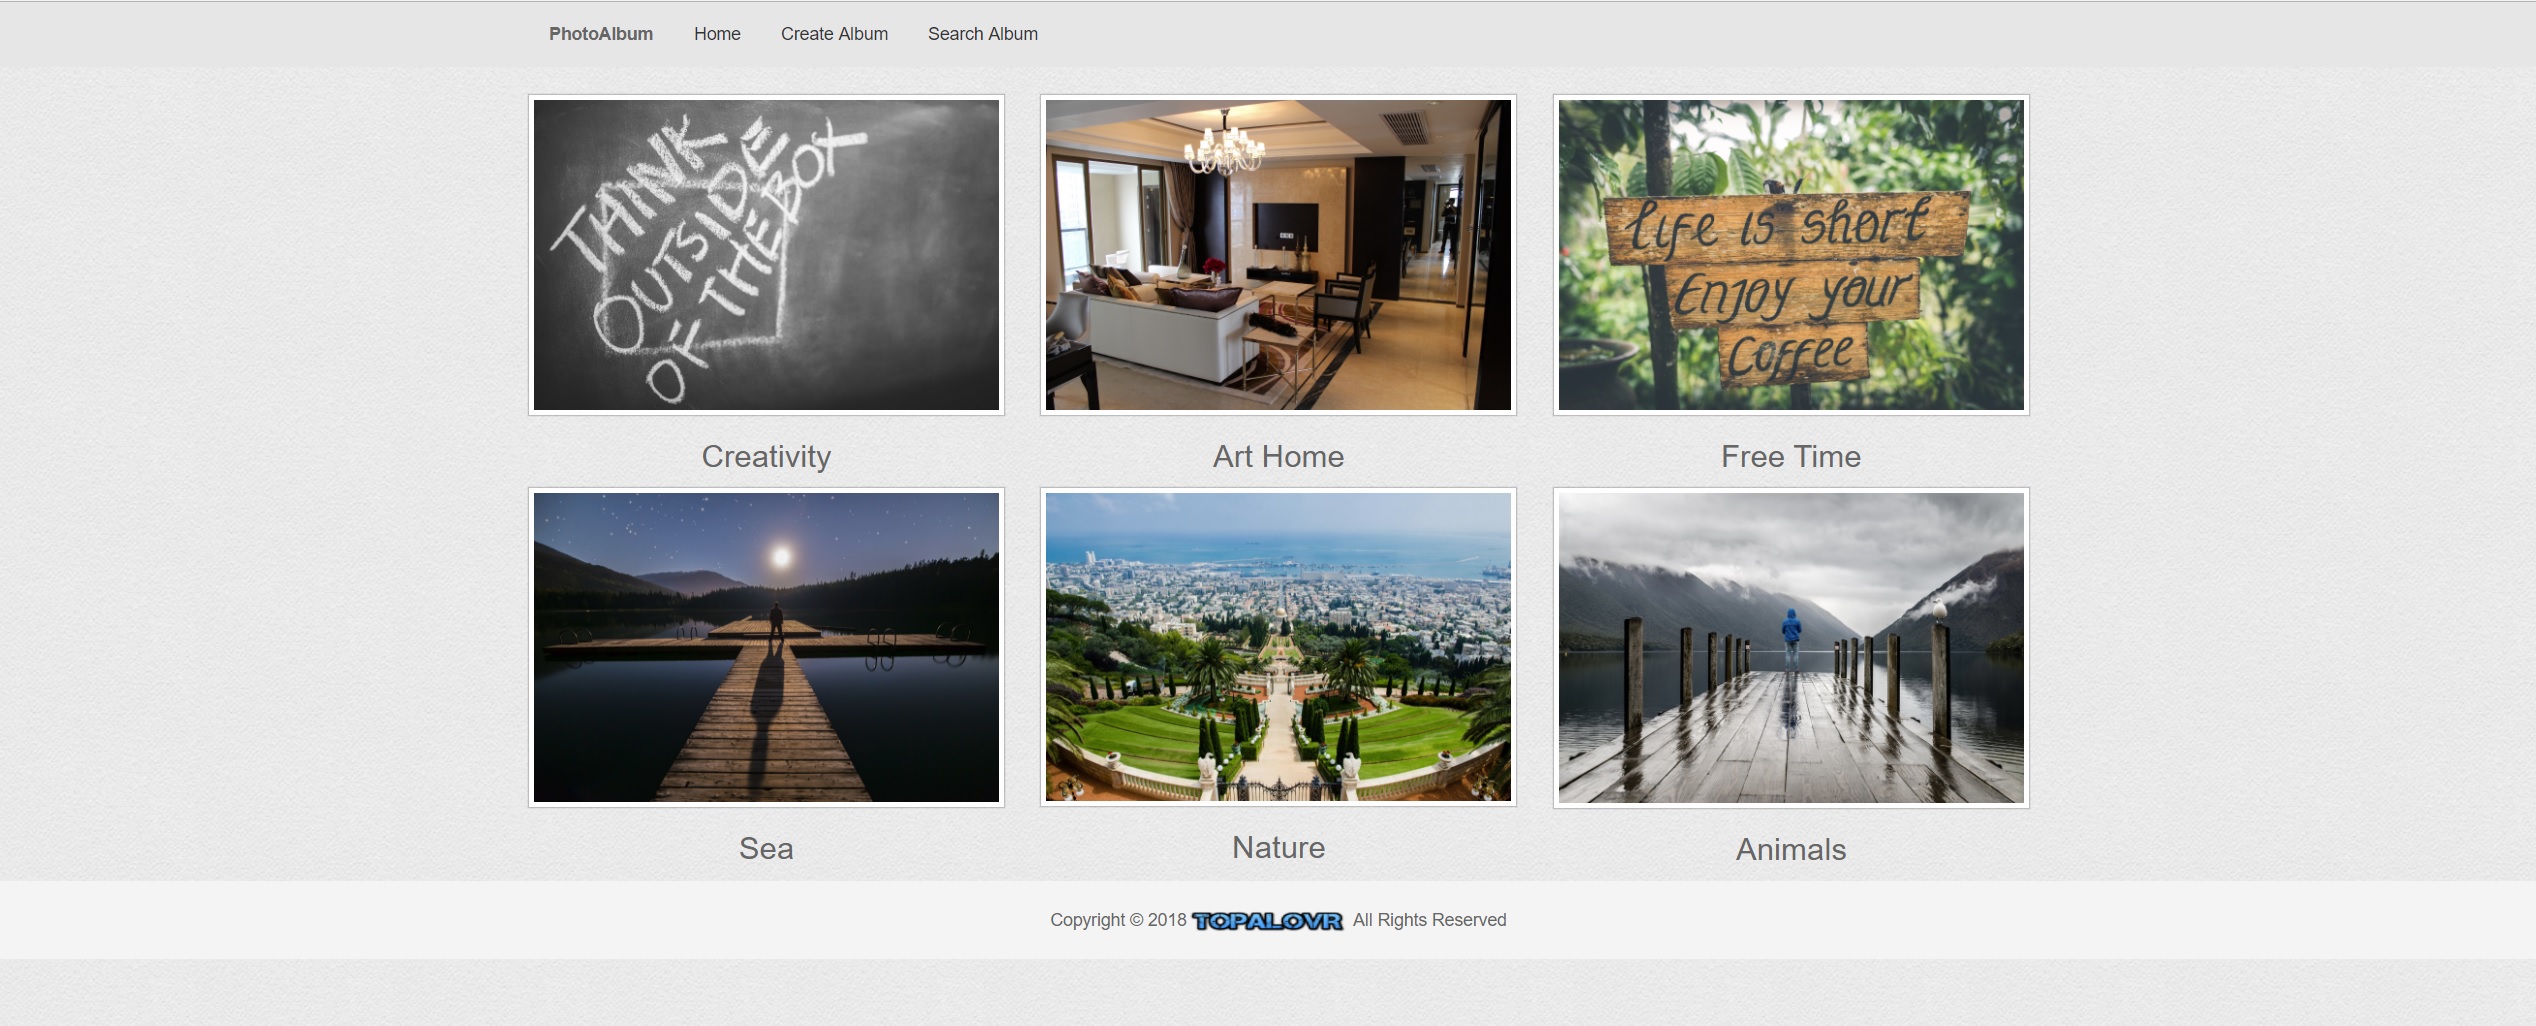 PhotoAlbum Home Create Album Search Album
THINK
OUTSIDE
OF THE BOX
Life is short
Enjoy your
Coffee
Creativity Art Home Free Time
Sea Nature Animals
Copyright © 2018 TOPALOVR All Rights Reserved